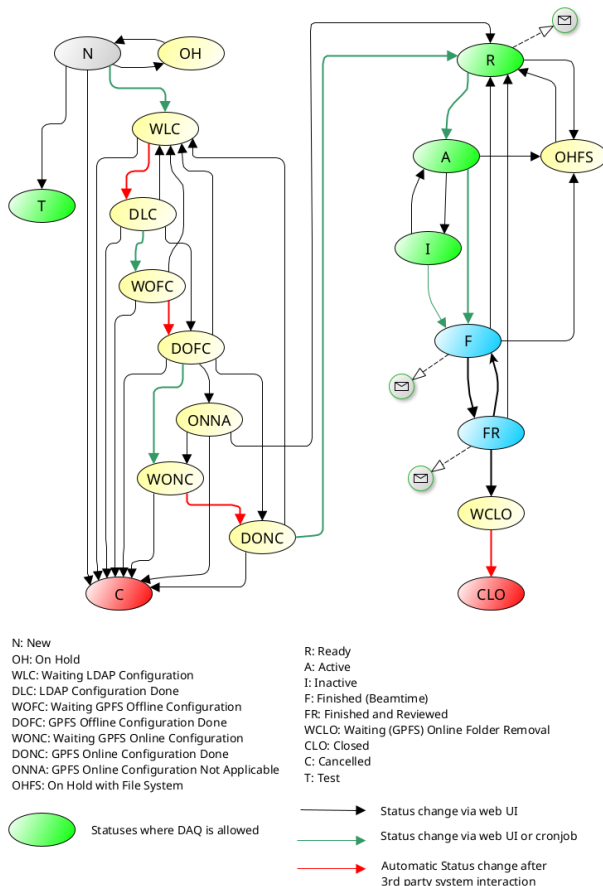 N
OH
R
WLC
A
OHFS
T
DLC
I
WOFC
F
DOFC
ONNA
FR
WONC
WCLO
DONC
C
CLO
N: New
OH: On Hold
WLC: Waiting LDAP Configuration
DLC: LDAP Configuration Done
WOFC: Waiting GPFS Offline Configuration
DOFC: GPFS Offline Configuration Done
WONC: Waiting GPFS Online Configuration
DONC: GPFS Online Configuration Done
ONNA: GPFS Online Configuration Not Applicable
OHFS: On Hold with File System
R: Ready
A: Active
I: Inactive
F: Finished (Beamtime)
FR: Finished and Reviewed
WCLO: Waiting (GPFS) Online Folder Removal
CLO: Closed
C: Cancelled
T: Test
Statuses where DAQ is allowed
Status change via web UI
Status change via web UI or cronjob
Automatic Status change after
3rd party system interaction